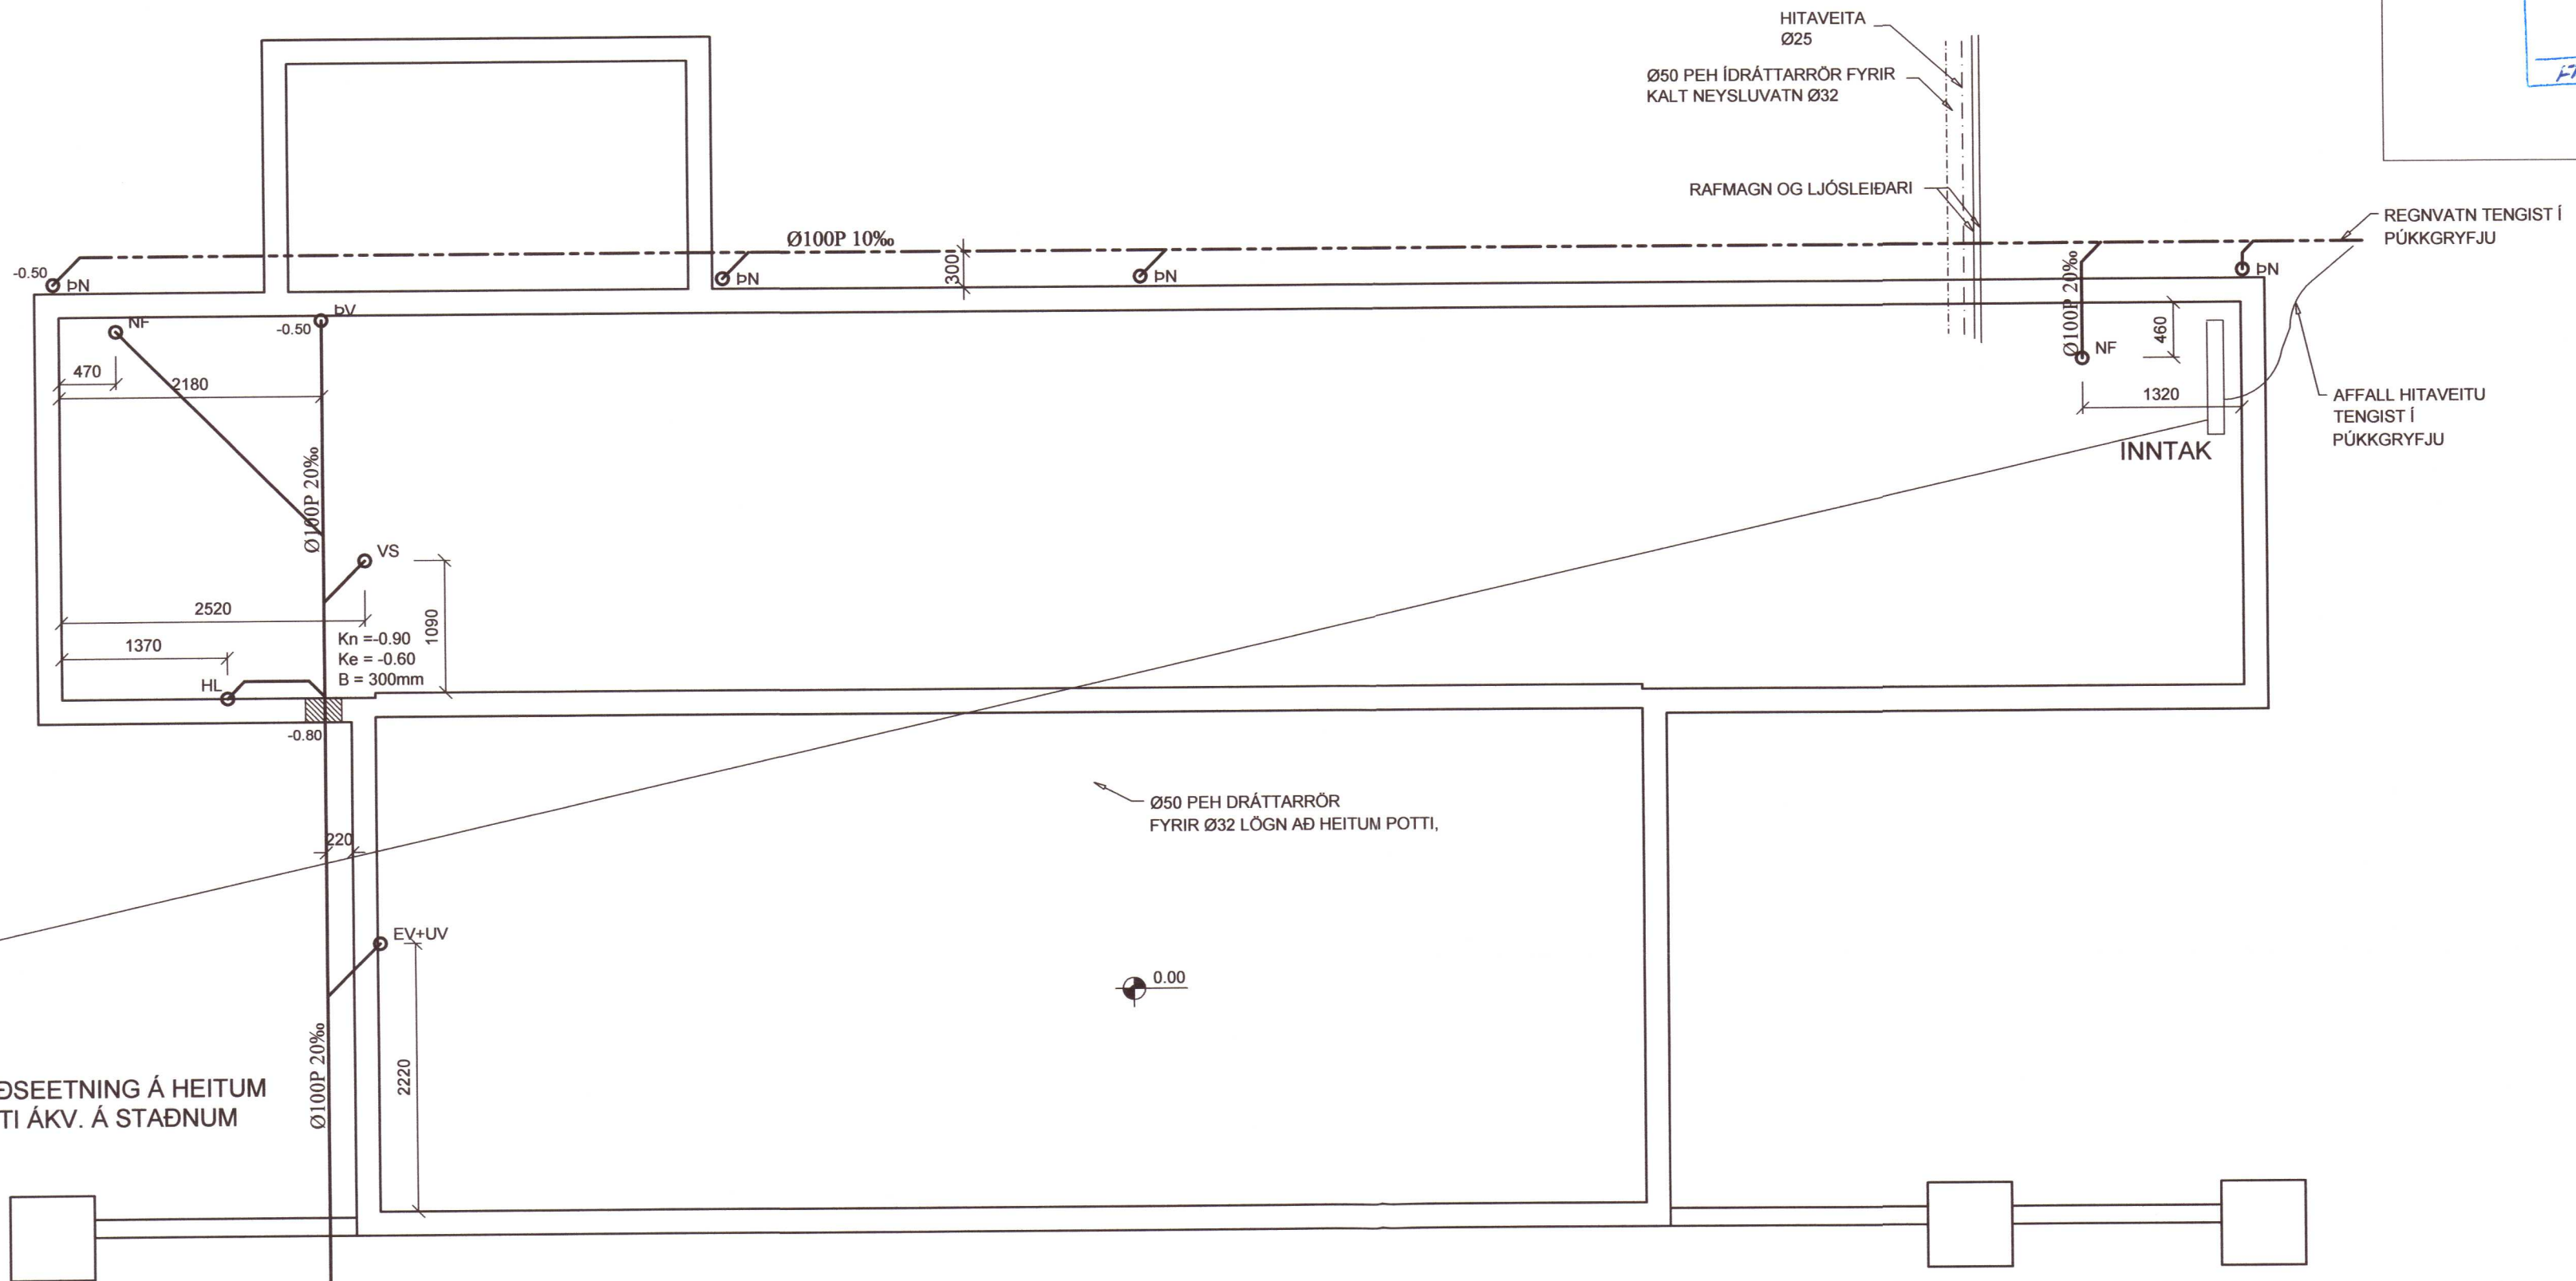 HITAVEITA
Ø25
Ø50 PEH ÍDRÁTTARRÖR FYRIR
KALT NEYSLUVATN Ø32
RAFMAGN OG LJÓSLEIÐARI
REGNVATN TENGIST Í
PÚKKGRYFJU
Ø100P 10‰
300
-0.50
ÞN
ÞN
ÞN
ÞN
NF
-0.50
ÞV
Ø100P 20‰
NF
460
470
2180
1320
AFFALL HITAVEITU
TENGIST Í
PÚKKGRYFJU
INNTAK
Ø100P 20‰
VS
2520
1090
1370
Kn =-0.90
Ke = -0.60
B = 300mm
HL
-0.80
Ø50 PEH DRÁTTARRÖR
FYRIR Ø32 LÖGN AÐ HEITUM POTTI,
220
EV+UV
0.00
2220
Ø100P 20‰
ÐSEETNING Á HEITUM
TI ÁKV. Á STAÐNUM